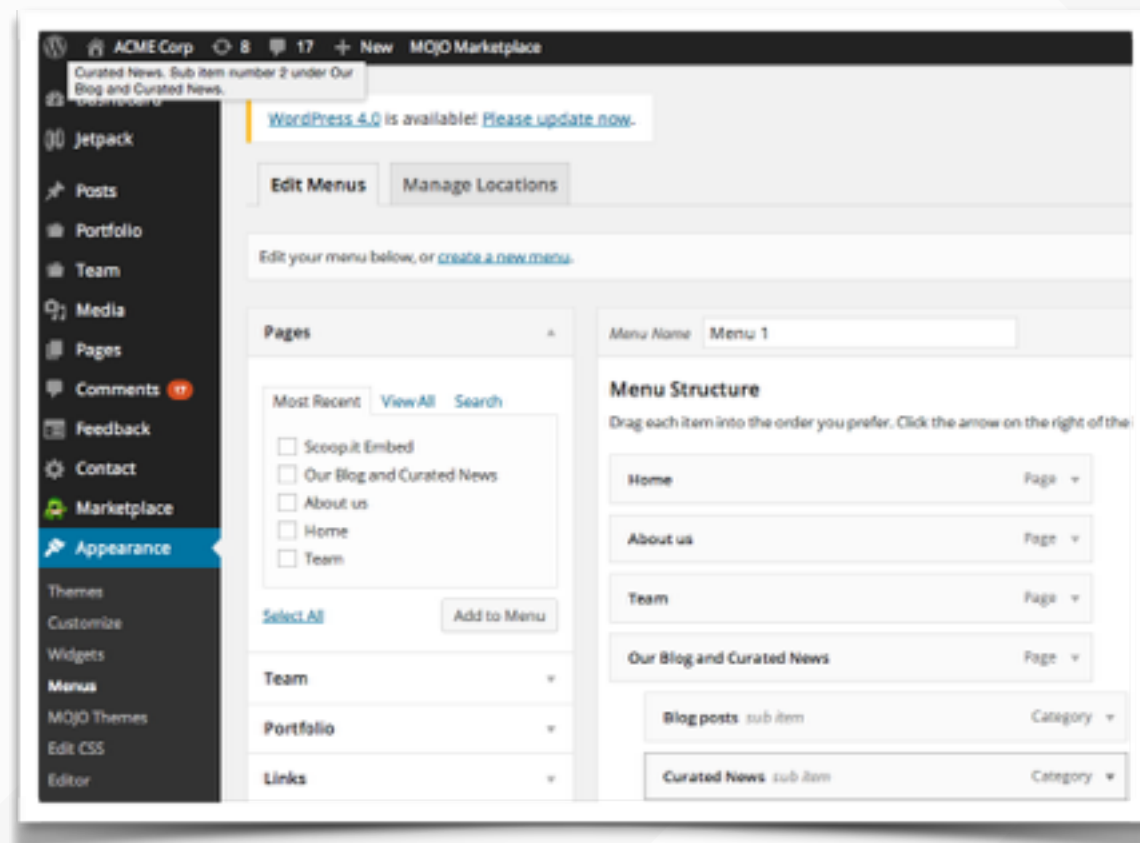 ACME Corp 8 17 + New MOJO Marketplace
Curated News. Sub item number 2 under Our
Blog and Curated News.
Dashboard
Jetpack
Posts
Portfolio
Team
Media
Pages
Comments 17
Feedback
Contact
Marketplace
Appearance
Themes
Customize
Widgets
Menus
MOJO Themes
Edit CSS
Editor
WordPress 4.0 is available! Please update now.
Edit Menus Manage Locations
Edit your menu below, or create a new menu.
Pages
Most Recent View All Search
Scoop.it Embed
Our Blog and Curated News
About us
Home
Team
Select All Add to Menu
Team
Portfolio
Links
Menu Name Menu 1
Menu Structure
Drag each item into the order you prefer. Click the arrow on the right of the
Home Page
About us Page
Team Page
Our Blog and Curated News Page
Blog posts sub item Category
Curated News sub item Category